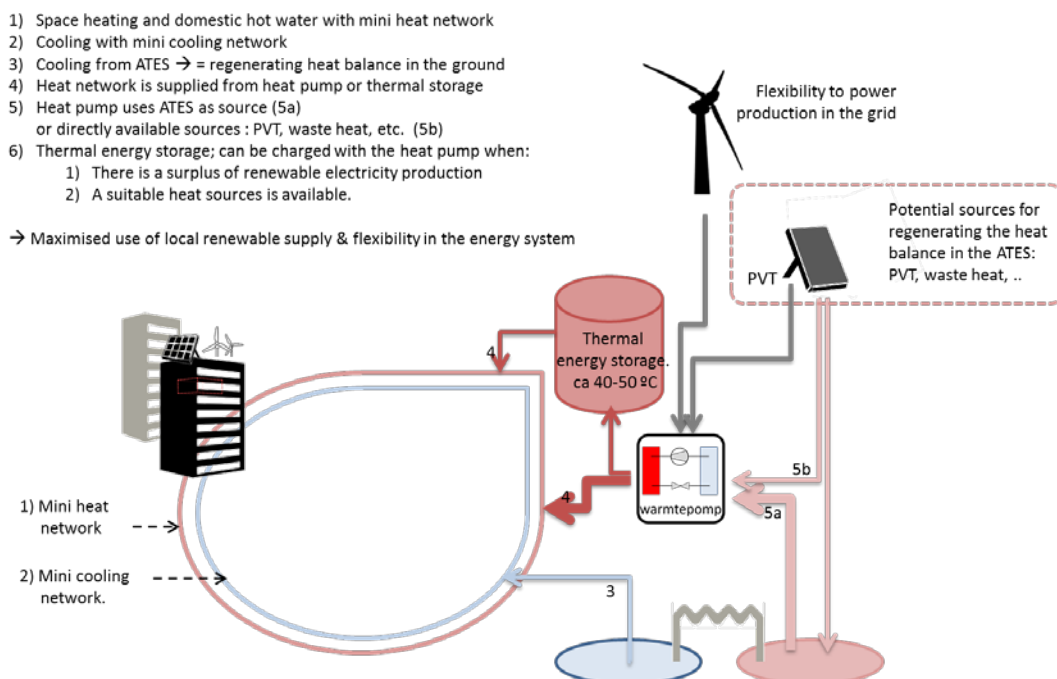 1) Space heating and domestic hot water with mini heat network
2) Cooling with mini cooling network
3) Cooling from ATES → = regenerating heat balance in the ground
4) Heat network is supplied from heat pump or thermal storage
5) Heat pump uses ATES as source (5a)
or directly available sources : PVT, waste heat, etc. (5b)
6) Thermal energy storage; can be charged with the heat pump when:
1) There is a surplus of renewable electricity production
2) A suitable heat sources is available.
→ Maximised use of local renewable supply & flexibility in the energy system
Flexibility to power
production in the grid
Potential sources for
regenerating the heat
balance in the ATES:
PVT, waste heat, ..
PVT
Thermal
energy storage.
ca 40-50 ºC
4
4
warmtepomp
5b
5a
1) Mini heat
network
2) Mini cooling
network.
3